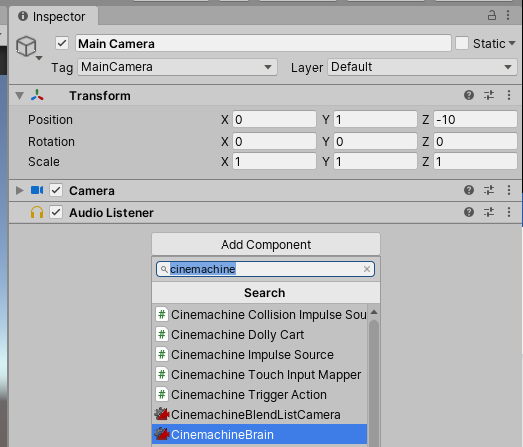 Inspector
Main Camera Static
Tag MainCamera Layer Default
Transform
Position X 0 Y 1 Z -10
Rotation X 0 Y 0 Z 0
Scale X 1 Y 1 Z 1
Camera
Audio Listener
Add Component
cinemachine
Search
Cinemachine Collision Impulse Sou
Cinemachine Dolly Cart
Cinemachine Impulse Source
Cinemachine Touch Input Mapper
Cinemachine Trigger Action
CinemachineBlendListCamera
CinemachineBrain